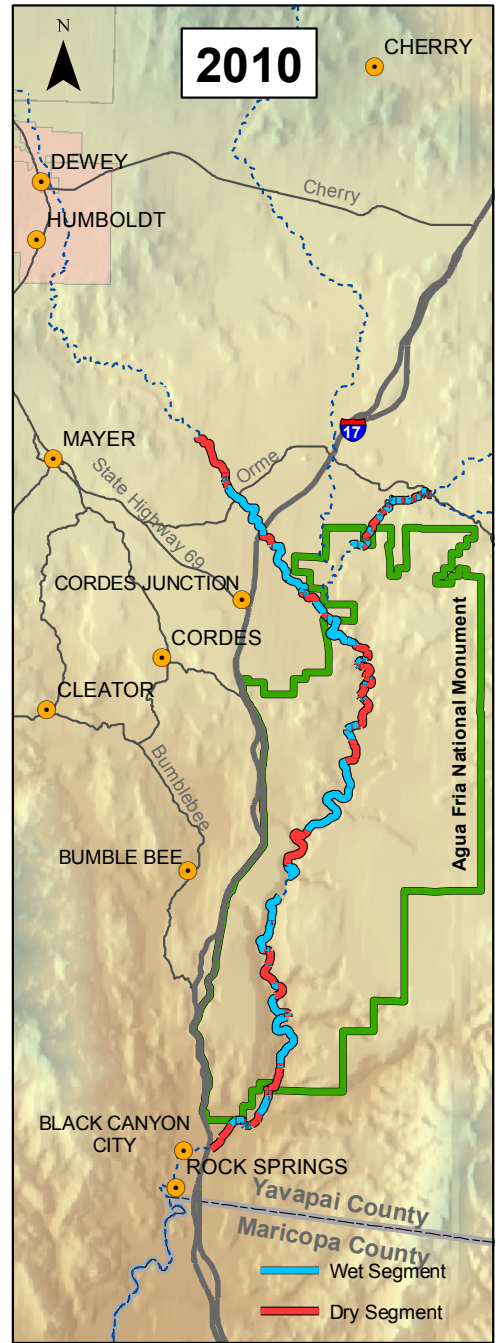 N
2010
CHERRY
DEWEY
Cherry
HUMBOLDT
17
MAYER
Orme
State Highway 69
CORDES JUNCTION
CORDES
CLEATOR
Agua Fria National Monument
Bumblebee
BUMBLE BEE
BLACK CANYON
CITY
ROCK SPRINGS
Yavapai County
Maricopa County
Wet Segment
Dry Segment